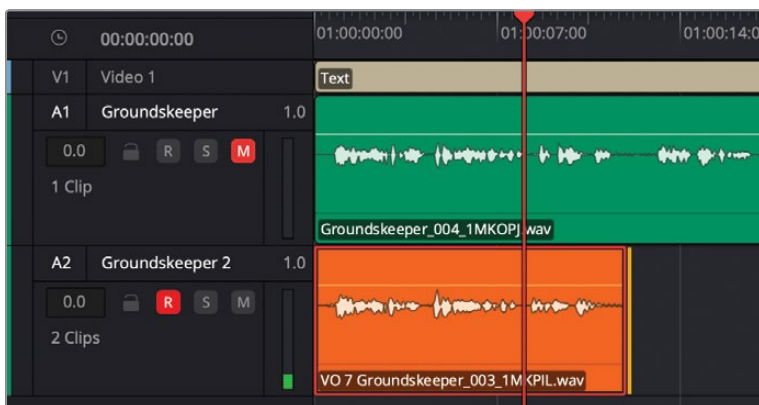 00:00:00:00
01:00:00:00 01:00:07:00 01:00:14:0
V1 Video 1
Text
A1 Groundskeeper 1.0
0.0 R S M
1 Clip
Groundskeeper_004_1MKOPJ.wav
A2 Groundskeeper 2 1.0
0.0 R S M
2 Clips
VO 7 Groundskeeper_003_1MKPIL.wav